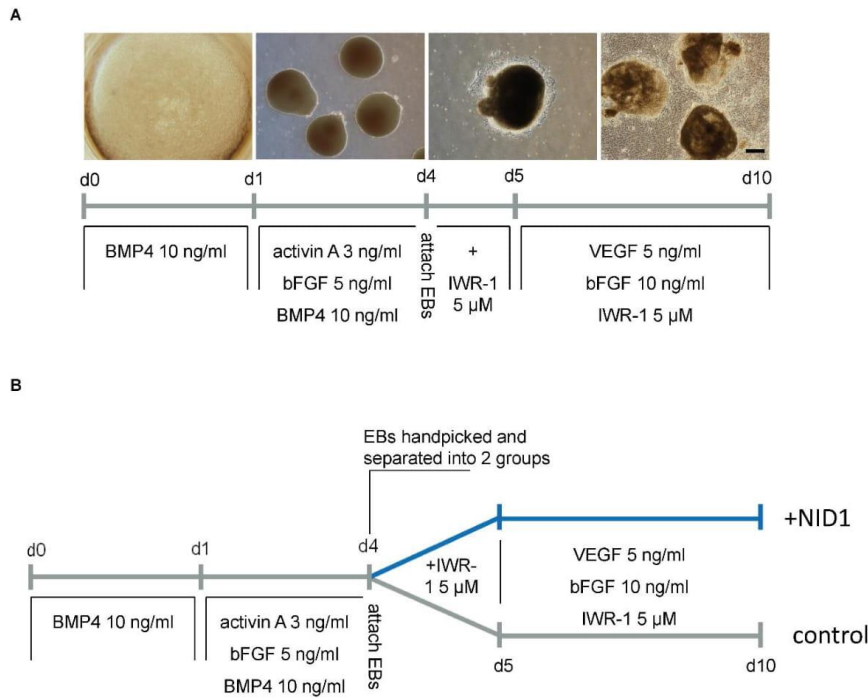 A
d0
d1
d4
d5
d10
BMP4 10 ng/ml
activin A 3 ng/ml
bFGF 5 ng/ml
BMP4 10 ng/ml
attach EBs
+
IWR-1
5 µM
VEGF 5 ng/ml
bFGF 10 ng/ml
IWR-1 5 µM
B
EBs handpicked and
separated into 2 groups
d0
d1
d4
BMP4 10 ng/ml
activin A 3 ng/ml
bFGF 5 ng/ml
BMP4 10 ng/ml
attach EBs
+IWR-
1 5 µM
+NID1
VEGF 5 ng/ml
bFGF 10 ng/ml
IWR-1 5 µM
control
d5
d10